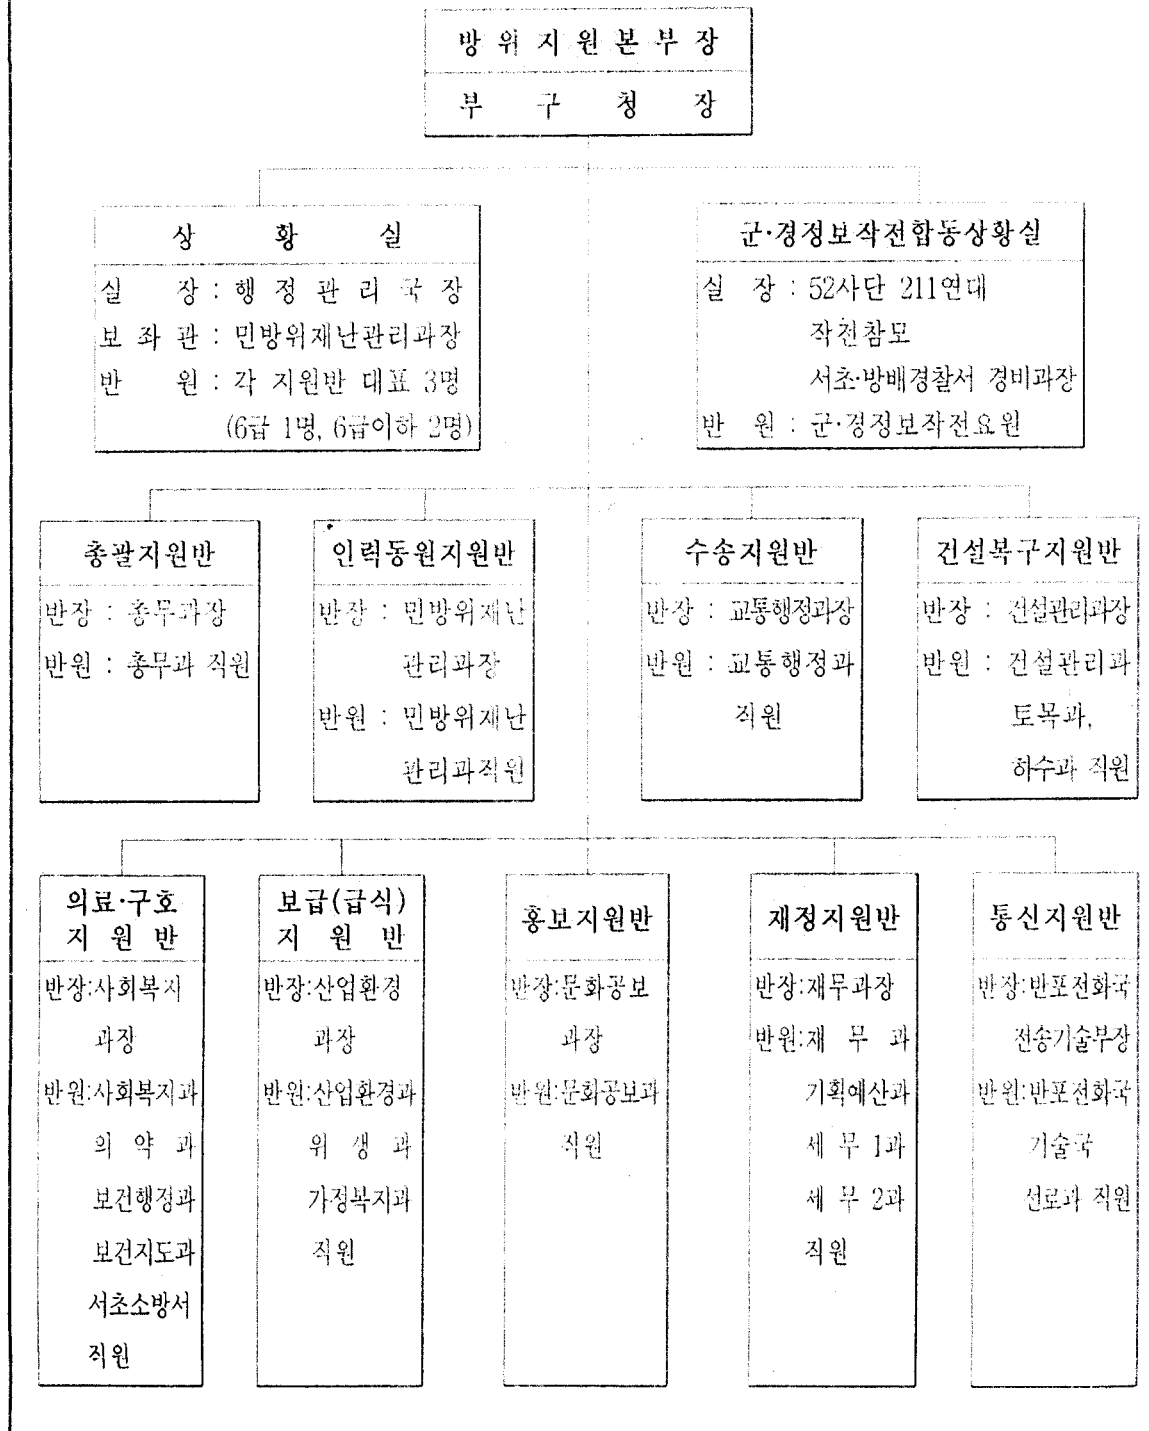 방 위 지 원 본 부 장
부 구 청 장
상 황 실
실 장 : 행 정 관 리 국 장
보 좌 관 : 민방위재난관리과장
반 원 : 각 지원반 대표 3명
(6급 1명, 6급이하 2명)
군·경정보작전합동상황실
실 장 : 52사단 211연대
작전참모
서초·방배경찰서 경비과장
반 원 : 군·경정보작전요원
총괄지원반
반장 : 총무과장
반원 : 총무과 직원
인력동원지원반
반장 : 민방위재난
관리과장
반원 : 민방위재난
관리과직원
수송지원반
반장 : 교통행정과장
반원 : 교통행정과
직원
건설복구지원반
반장 : 건설관리과장
반원 : 건설관리과
토목과,
하수과 직원
의료·구호
지 원 반
반장:사회복지
과장
반원:사회복지과
의 약 과
보건행정과
보건지도과
서초소방서
직원
보급(급식)
지 원 반
반장:산업환경
과장
반원:산업환경과
위 생 과
가정복지과
직원
홍보지원반
반장:문화공보
과장
반원:문화공보과
직원
재정지원반
반장:재무과장
반원:재 무 과
기획예산과
세 무 1과
세 무 2과
직원
통신지원반
반장:반포전화국
전송기술부장
반원:반포전화국
기술국
선로과 직원